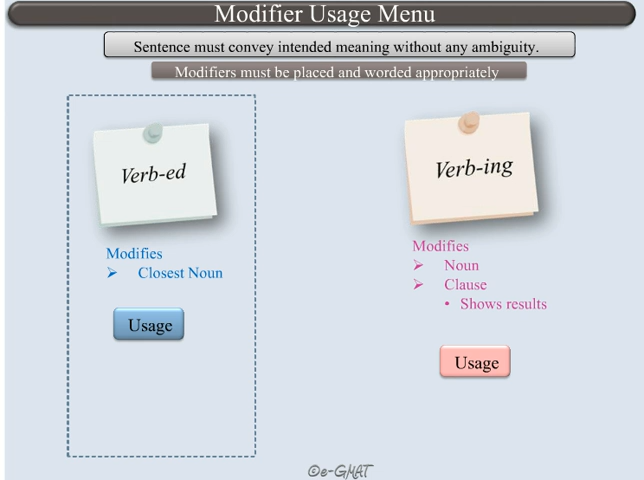 Modifier Usage Menu
Sentence must convey intended meaning without any ambiguity.
Modifiers must be placed and worded appropriately
Verb-ed
Modifies
Closest Noun
Usage
Verb-ing
Modifies
Noun
Clause
• Shows results
Usage
©e-GMAT